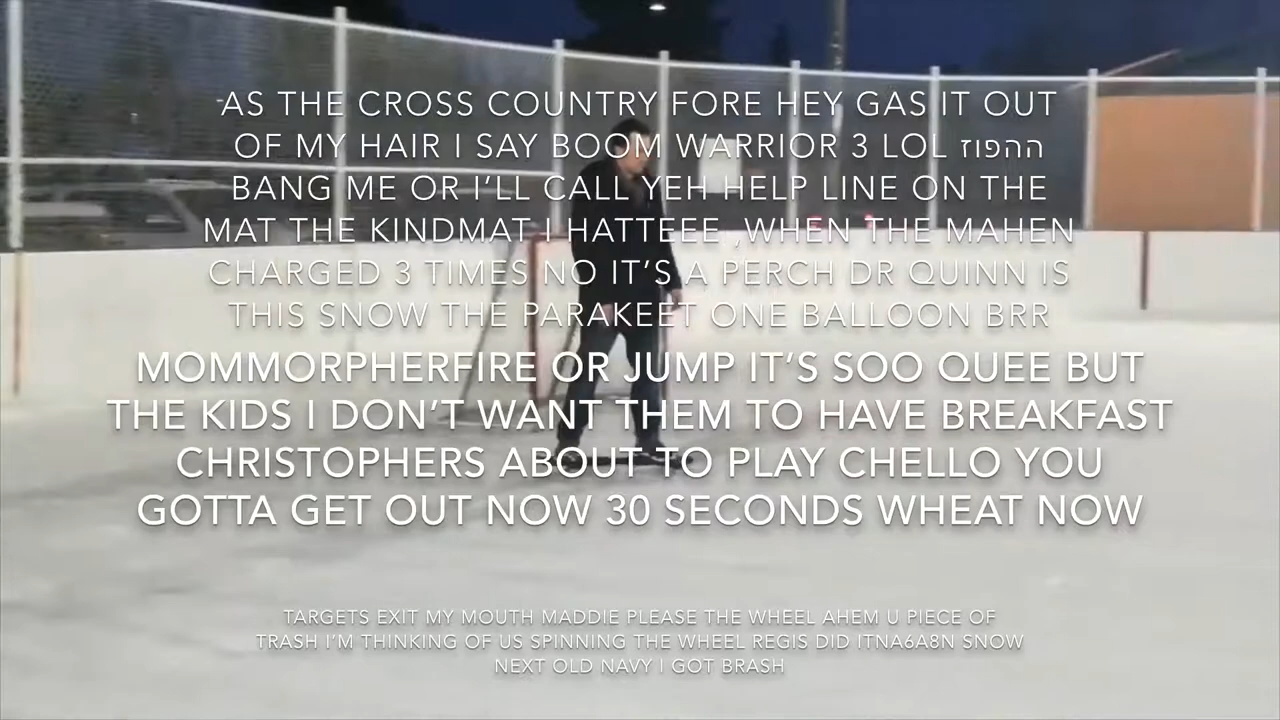 -AS THE CROSS COUNTRY FORE HEY GAS IT OUT
OF MY HAIR I SAY BOOM WARRIOR 3 LOL ההפוז
BANG ME OR I’LL CALL YEH HELP LINE ON THE
MAT THE KINDMAT I HATTEEE ,WHEN THE MAHEN
CHARGED 3 TIMES NO IT’S A PERCH DR QUINN IS
THIS SNOW THE PARAKEET ONE BALLOON BRR
MOMMORPHERFIRE OR JUMP IT’S SOO QUEE BUT
THE KIDS I DON’T WANT THEM TO HAVE BREAKFAST
CHRISTOPHERS ABOUT TO PLAY CHELLO YOU
GOTTA GET OUT NOW 30 SECONDS WHEAT NOW
TARGETS EXIT MY MOUTH MADDIE PLEASE THE WHEEL AHEM U PIECE OF
TRASH I’M THINKING OF US SPINNING THE WHEEL REGIS DID ITNA6A8N SNOW
NEXT OLD NAVY I GOT BRASH